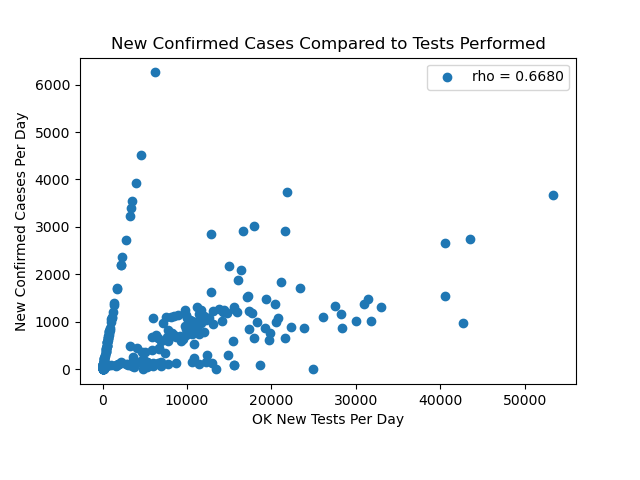 New Confirmed Cases Compared to Tests Performed
rho = 0.6680
6000
5000
4000
3000
2000
1000
0
New Confirmed Caeses Per Day
0 10000 20000 30000 40000 50000
OK New Tests Per Day